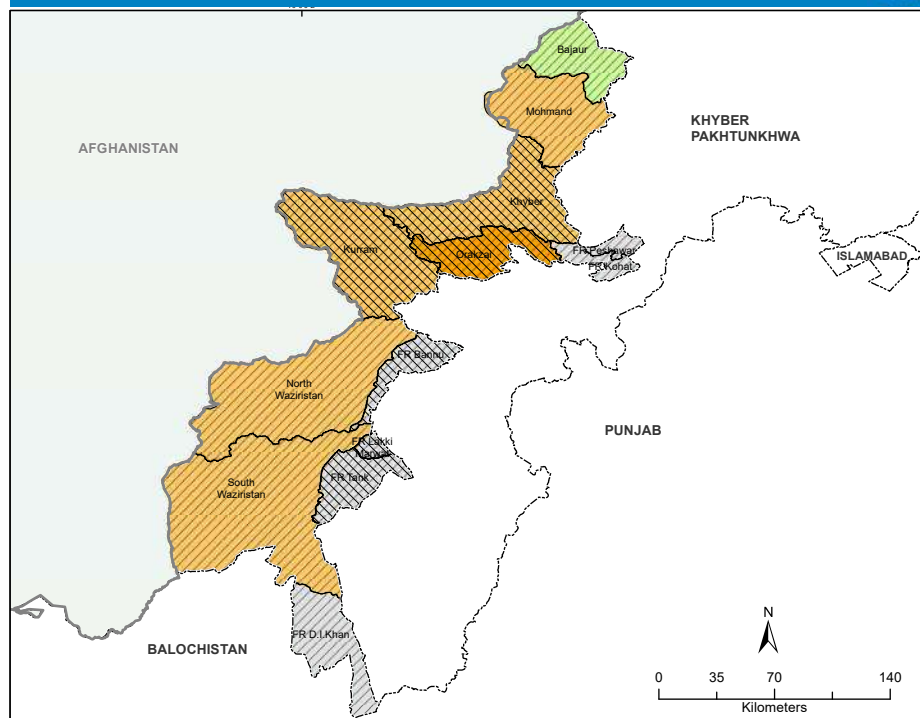 Bajaur
Mohmand
KHYBER
PAKHTUNKHWA
AFGHANISTAN
Khyber
Kurram
Orakzai
FR Peshawar
FR Kohat
ISLAMABAD
FR Bannu
North
Waziristan
PUNJAB
FR Lakki
Marwat
South
Waziristan
FR Tank
FR D.I.Khan
BALOCHISTAN
N
0 35 70 140
Kilometers